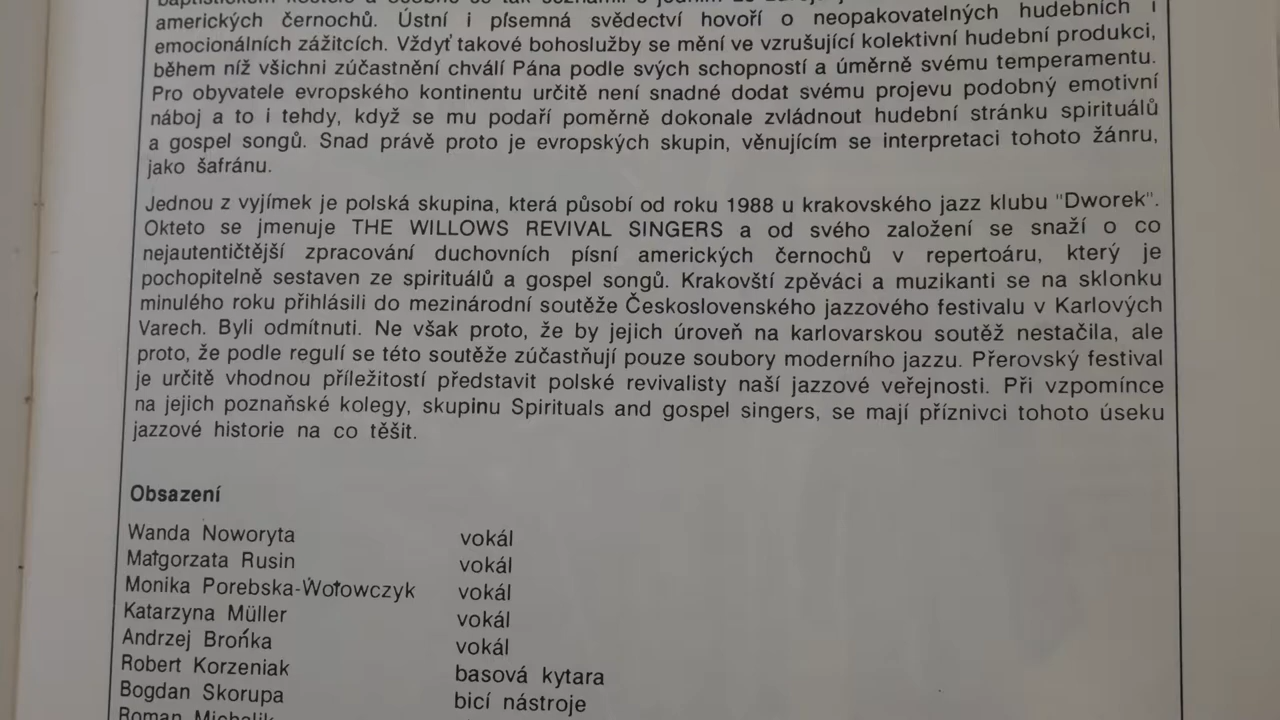 baptistickém kostele a osobně se tak seznámili s jedním ze zdrojů
amerických černochů. Ústní i písemná svědectví hovoří o neopakovatelných hudebních i
emocionálních zážitcích. Vždyť takové bohoslužby se mění ve vzrušující kolektivní hudební produkci,
během níž všichni zúčastnění chválí Pána podle svých schopností a úměrně svému temperamentu.
Pro obyvatele evropského kontinentu určitě není snadné dodat svému projevu podobný emotivní
náboj a to i tehdy, když se mu podaří poměrně dokonale zvládnout hudební stránku spirituálů
a gospel songů. Snad právě proto je evropských skupin, věnujícím se interpretaci tohoto žánru,
jako šafránu.
Jednou z vyjímek je polská skupina, která působí od roku 1988 u krakovského jazz klubu "Dworek".
Okteto se jmenuje THE WILLOWS REVIVAL SINGERS a od svého založení se snaží o co
nejautentičtější zpracování duchovních písní amerických černochů v repertoáru, který je
pochopitelně sestaven ze spirituálů a gospel songů. Krakovští zpěváci a muzikanti se na sklonku
minulého roku přihlásili do mezinárodní soutěže Československého jazzového festivalu v Karlových
Varech. Byli odmítnuti. Ne však proto, že by jejich úroveň na karlovarskou soutěž nestačila, ale
proto, že podle regulí se této soutěže zúčastňují pouze soubory moderního jazzu. Přerovský festival
je určitě vhodnou příležitostí představit polské revivalisty naší jazzové veřejnosti. Při vzpomínce
na jejich poznaňské kolegy, skupinu Spirituals and gospel singers, se mají příznivci tohoto úseku
jazzové historie na co těšit.
Obsazení
Wanda Noworyta vokál
Małgorzata Rusin vokál
Monika Porebska-Wołowczyk vokál
Katarzyna Müller vokál
Andrzej Brońka vokál
Robert Korzeniak basová kytara
Bogdan Skorupa bicí nástroje
Roman Michalik